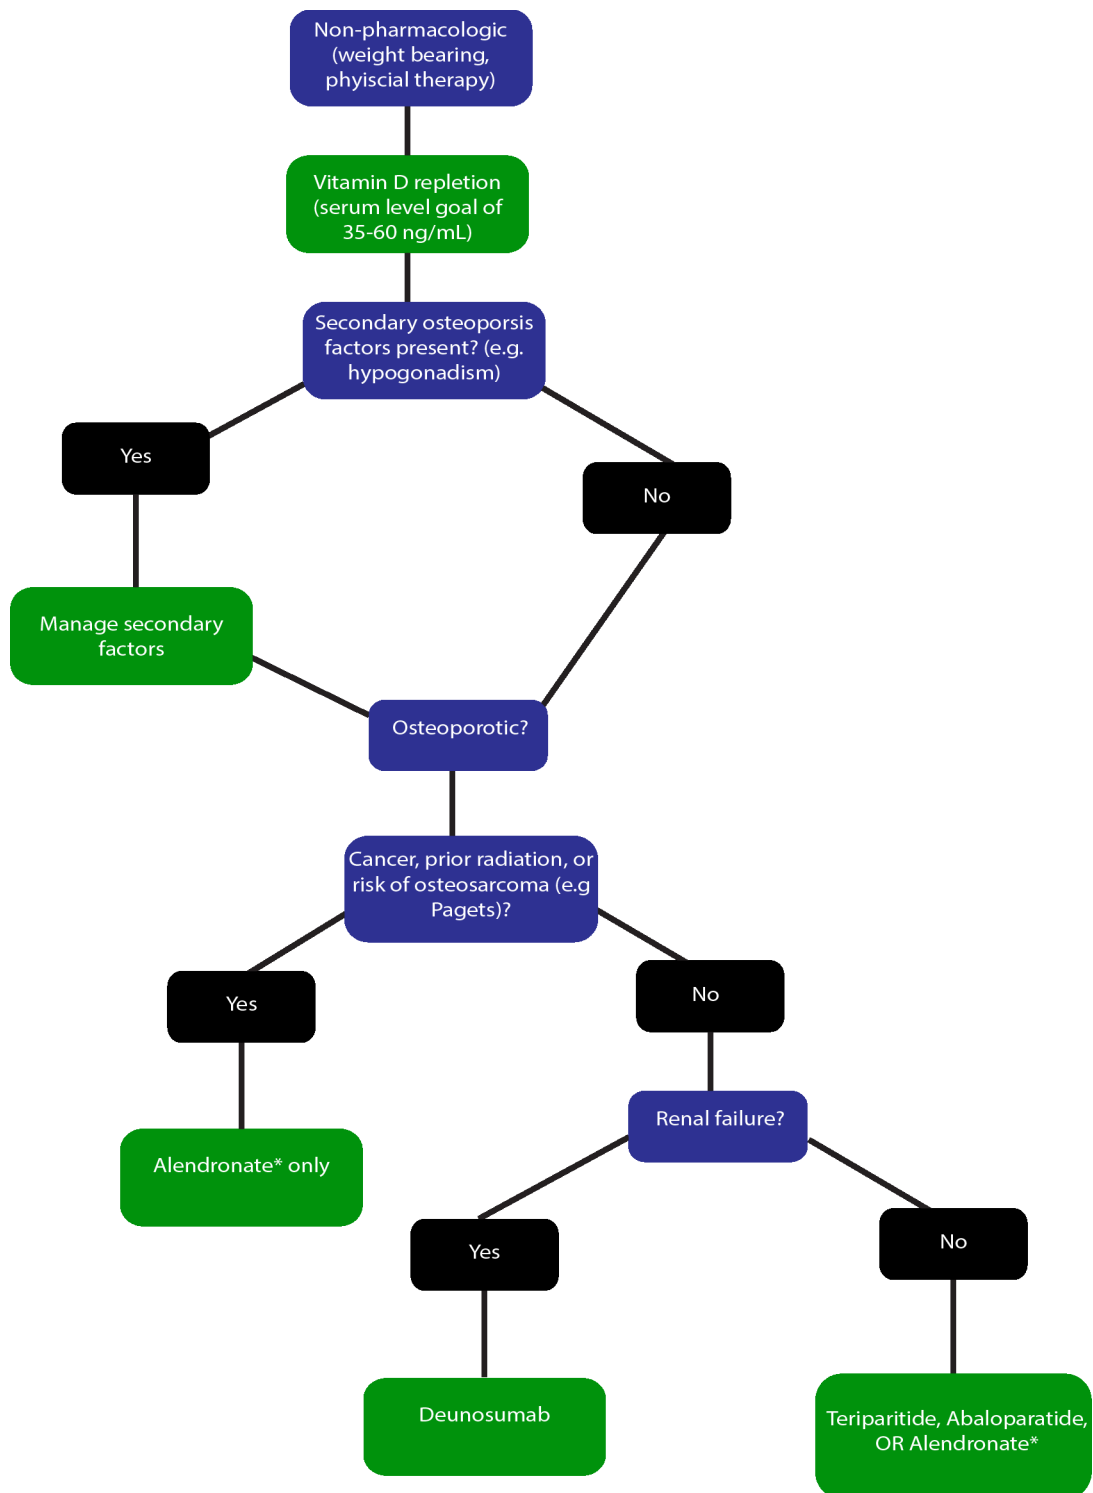 Non-pharmacologic
(weight bearing,
phyiscial therapy)
Vitamin D repletion
(serum level goal of
35-60 ng/mL)
Secondary osteoporsis
factors present? (e.g.
hypogonadism)
Yes
No
Manage secondary
factors
Osteoporotic?
Cancer, prior radiation, or
risk of osteosarcoma (e.g
Pagets)?
Yes
No
Renal failure?
Alendronate* only
Yes
No
Deunosumab
Teriparitide, Abaloparatide,
OR Alendronate*